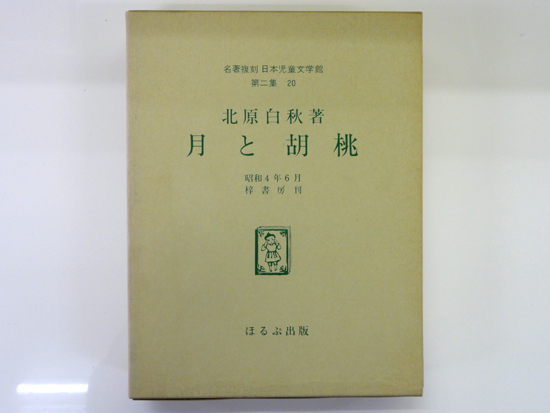 名著複刻 日本児童文学館
第二集 20
北原白秋著
月と胡桃
昭和4年6月
梓書房刊
ほるぷ出版